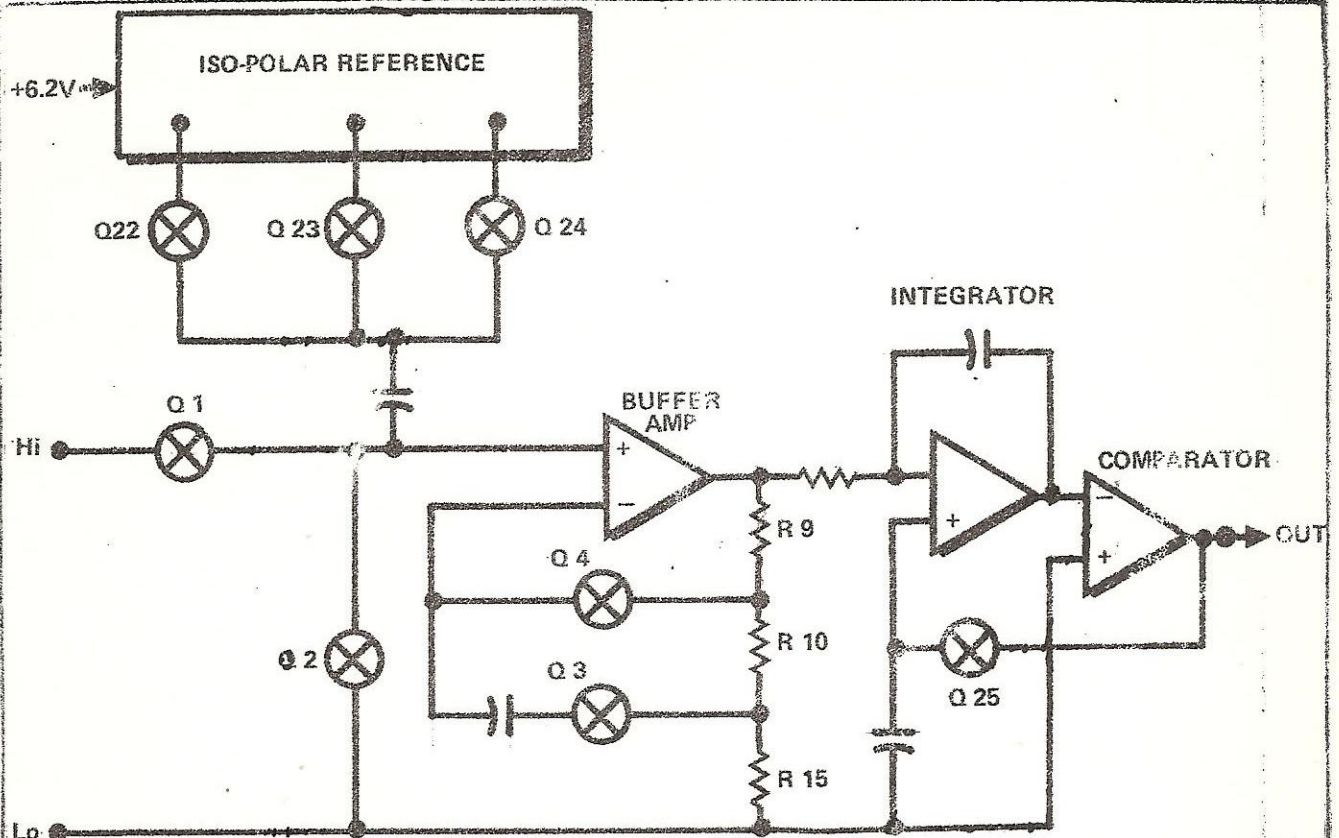 ISO-POLAR REFERENCE
+6.2V
Q22
Q 23
Q 24
INTEGRATOR
Q 1
BUFFER
AMP
Hi
+
−
COMPARATOR
−
+
+
OUT
R 9
Q 4
R 10
Q 2
Q 3
Q 25
R 15
Lo